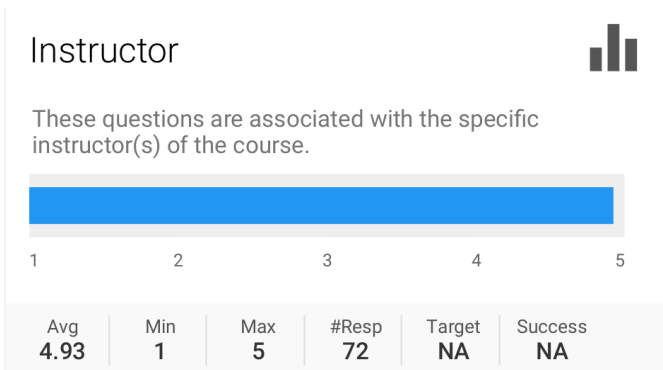 Instructor
These questions are associated with the specific
instructor(s) of the course.
1 2 3 4 5
Avg Min Max #Resp Target Success
4.93 1 5 72 NA NA